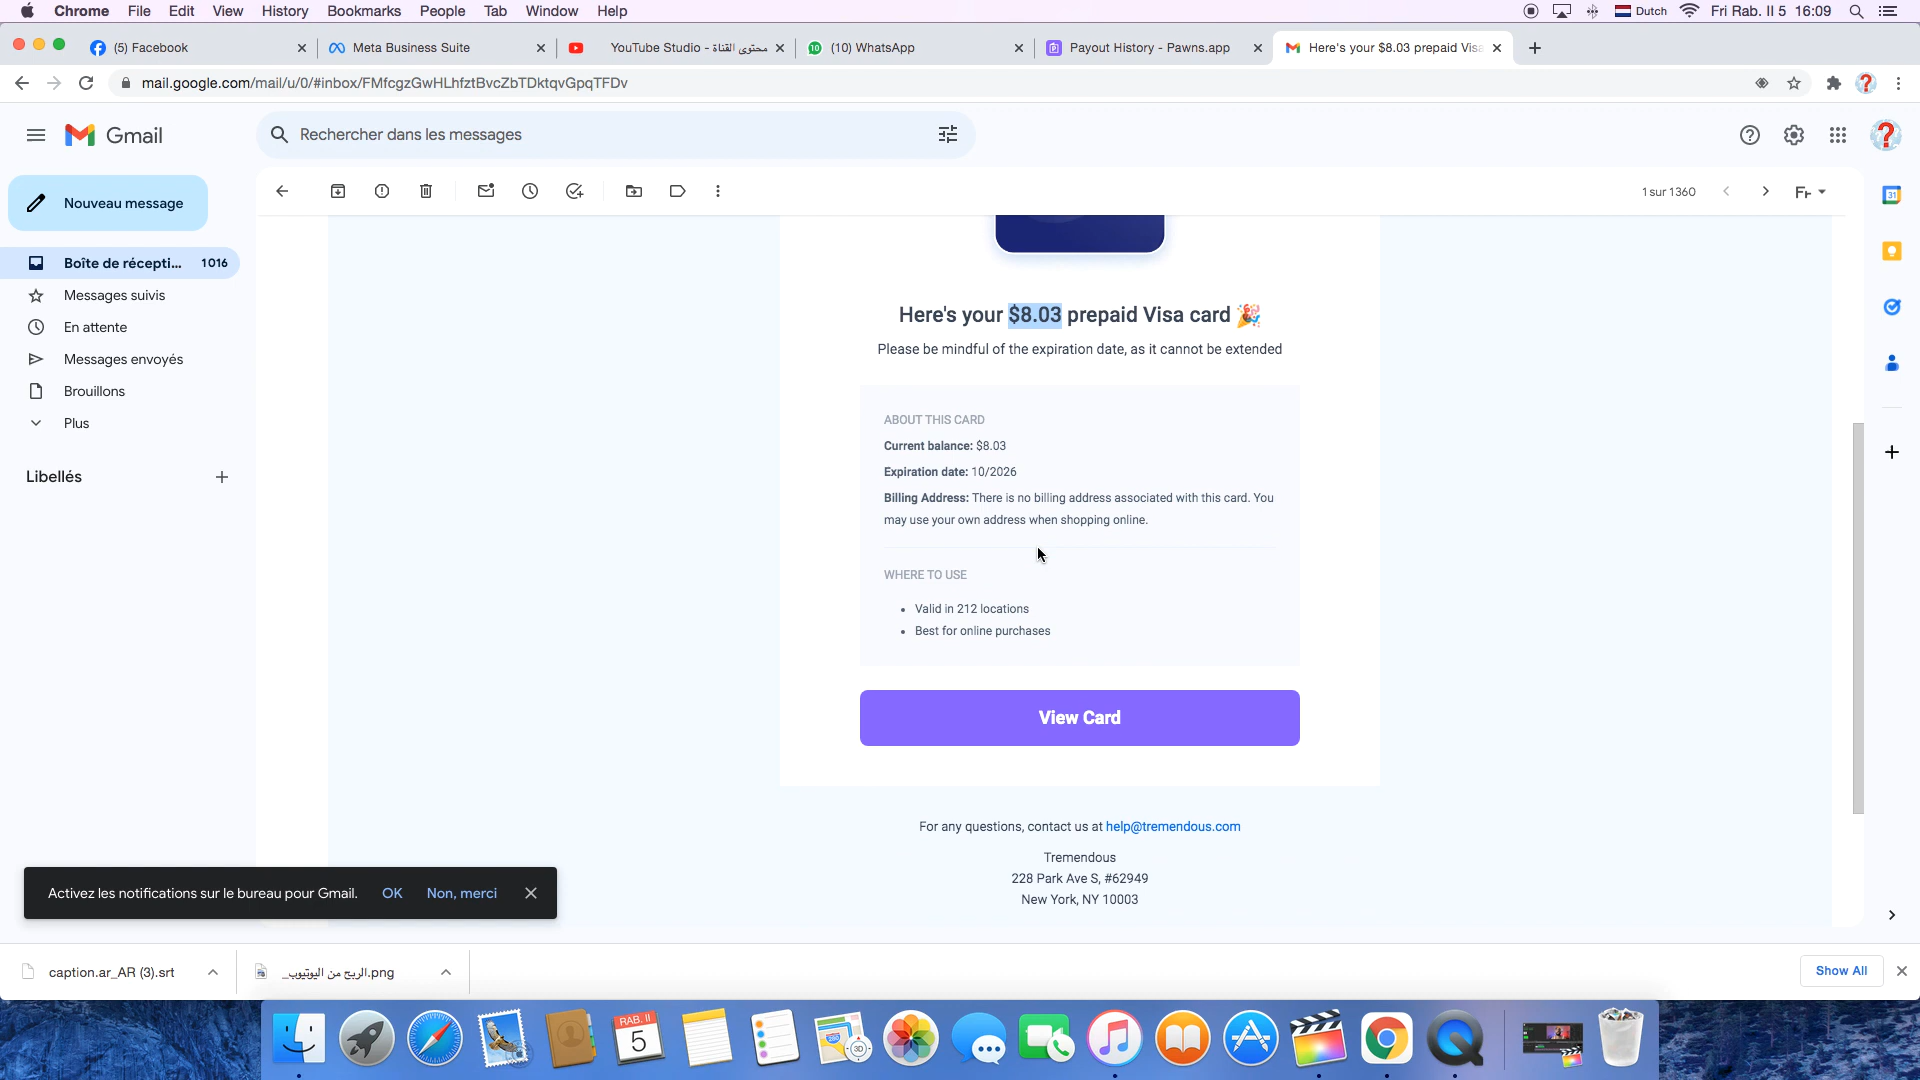 Chrome File Edit View History Bookmarks People Tab Window Help Dutch Fri Rab. II 5 16:09
(5) Facebook Meta Business Suite YouTube Studio - محتوى القناة (10) WhatsApp Payout History - Pawns.app Here's your $8.03 prepaid Vis
mail.google.com/mail/u/0/#inbox/FMfcgzGwHLhfztBvcZbTDktqvGpqTFDv
Gmail Rechercher dans les messages
Nouveau message
1 sur 1360
Boîte de récepti... 1016
Messages suivis
En attente
Messages envoyés
Brouillons
Plus
Libellés
Here's your $8.03 prepaid Visa card
Please be mindful of the expiration date, as it cannot be extended
ABOUT THIS CARD
Current balance: $8.03
Expiration date: 10/2026
Billing Address: There is no billing address associated with this card. You
may use your own address when shopping online.
WHERE TO USE
• Valid in 212 locations
• Best for online purchases
View Card
For any questions, contact us at help@tremendous.com
Tremendous
228 Park Ave S, #62949
New York, NY 10003
Activez les notifications sur le bureau pour Gmail. OK Non, merci
caption.ar_AR (3).srt
الربح من اليوتيوب_.png
Show All
RAB. II
5
280
3D